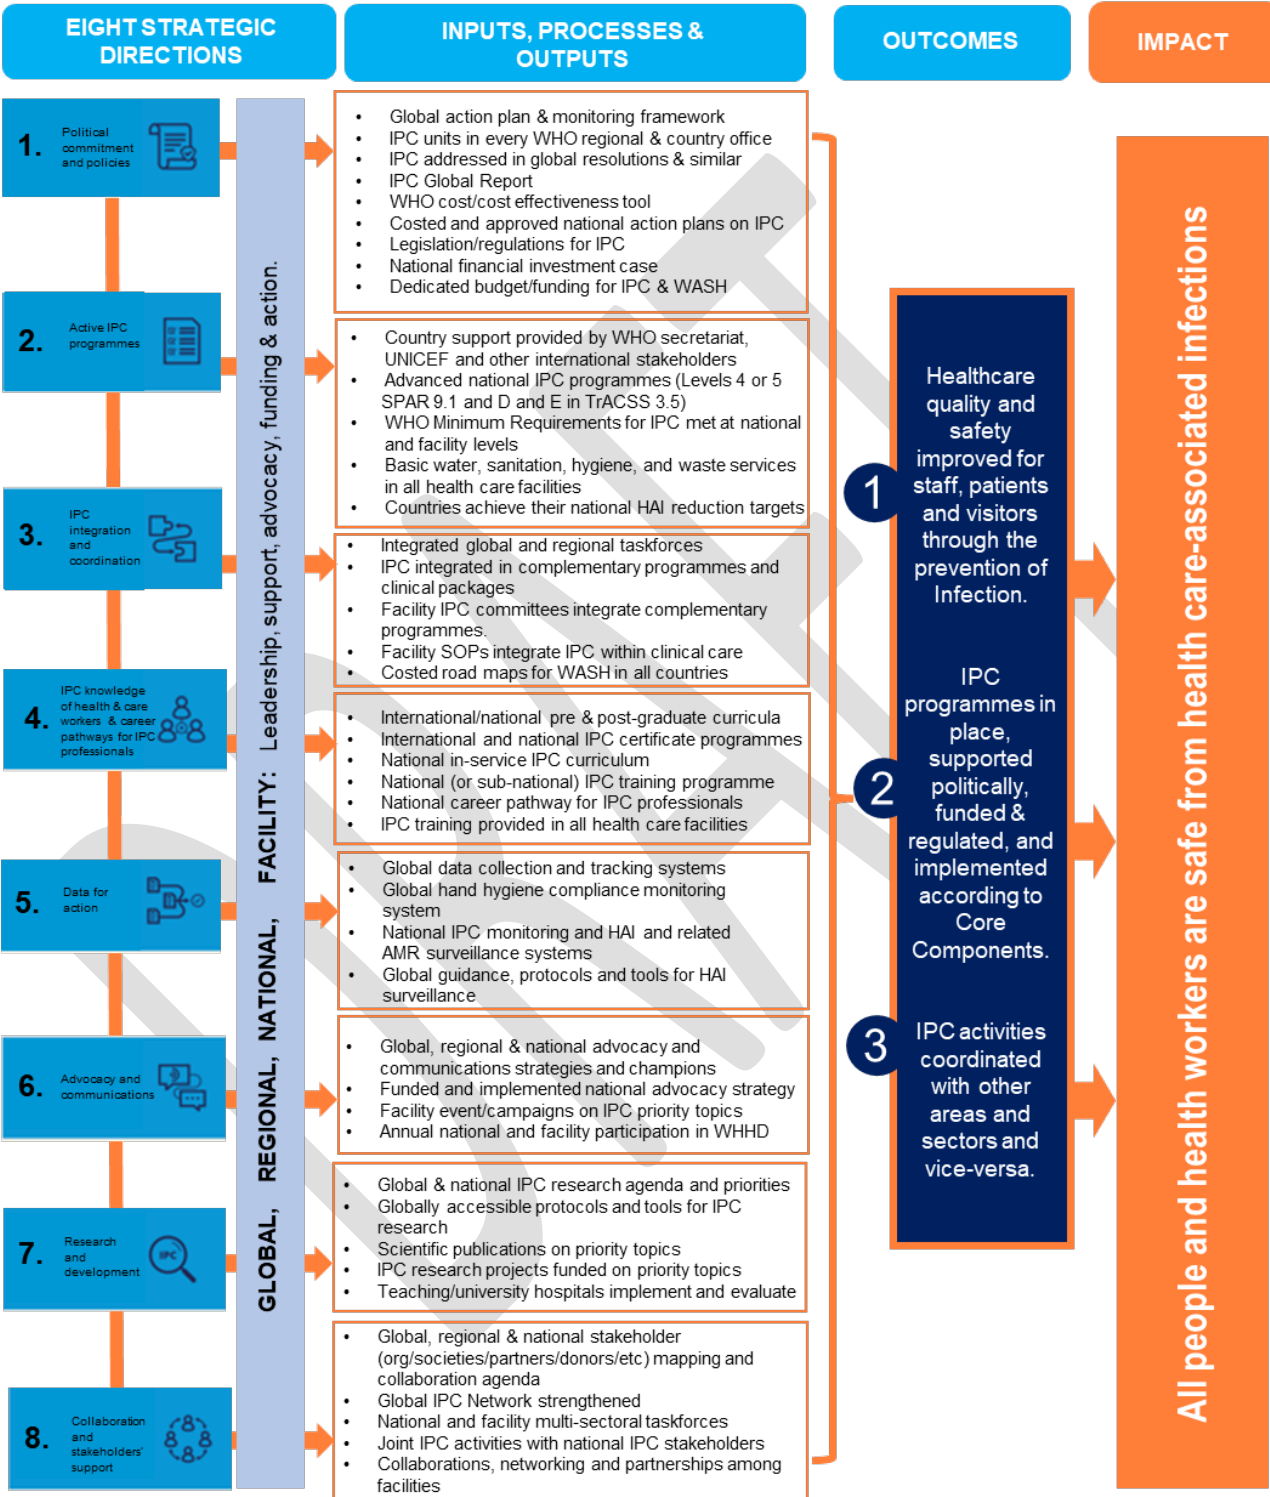 EIGHT STRATEGIC
DIRECTIONS
INPUTS, PROCESSES &
OUTPUTS
OUTCOMES
IMPACT
1.
Political
commitment
and policies
2.
Active IPC
programmes
3.
IPC
integration
and
coordination
4.
IPC knowledge
of health & care
workers & career
pathways for IPC
professionals
5.
Data for
action
6.
Advocacy and
communications
7.
Research
and
development
IPC
8.
Collaboration
and
stakeholders'
support
GLOBAL, REGIONAL, NATIONAL, FACILITY: Leadership, support, advocacy, funding & action.
• Global action plan & monitoring framework
• IPC units in every WHO regional & country office
• IPC addressed in global resolutions & similar
• IPC Global Report
• WHO cost/cost effectiveness tool
• Costed and approved national action plans on IPC
• Legislation/regulations for IPC
• National financial investment case
• Dedicated budget/funding for IPC & WASH
• Country support provided by WHO secretariat,
UNICEF and other international stakeholders
• Advanced national IPC programmes (Levels 4 or 5
SPAR 9.1 and D and E in TrACSS 3.5)
• WHO Minimum Requirements for IPC met at national
and facility levels
• Basic water, sanitation, hygiene, and waste services
in all health care facilities
• Countries achieve their national HAI reduction targets
• Integrated global and regional taskforces
• IPC integrated in complementary programmes and
clinical packages
• Facility IPC committees integrate complementary
programmes.
• Facility SOPs integrate IPC within clinical care
• Costed road maps for WASH in all countries
• International/national pre & post-graduate curricula
• International and national IPC certificate programmes
• National in-service IPC curriculum
• National (or sub-national) IPC training programme
• National career pathway for IPC professionals
• IPC training provided in all health care facilities
• Global data collection and tracking systems
• Global hand hygiene compliance monitoring
system
• National IPC monitoring and HAI and related
AMR surveillance systems
• Global guidance, protocols and tools for HAI
surveillance
• Global, regional & national advocacy and
communications strategies and champions
• Funded and implemented national advocacy strategy
• Facility event/campaigns on IPC priority topics
• Annual national and facility participation in WHHD
• Global & national IPC research agenda and priorities
• Globally accessible protocols and tools for IPC
research
• Scientific publications on priority topics
• IPC research projects funded on priority topics
• Teaching/university hospitals implement and evaluate
• Global, regional & national stakeholder
(org/societies/partners/donors/etc) mapping and
collaboration agenda
• Global IPC Network strengthened
• National and facility multi-sectoral taskforces
• Joint IPC activities with national IPC stakeholders
• Collaborations, networking and partnerships among
facilities
1
Healthcare
quality and
safety
improved for
staff, patients
and visitors
through the
prevention of
Infection.
2
IPC
programmes in
place,
supported
politically,
funded &
regulated, and
implemented
according to
Core
Components.
3
IPC activities
coordinated
with other
areas and
sectors and
vice-versa.
All people and health workers are safe from health care-associated infections
DRAFT